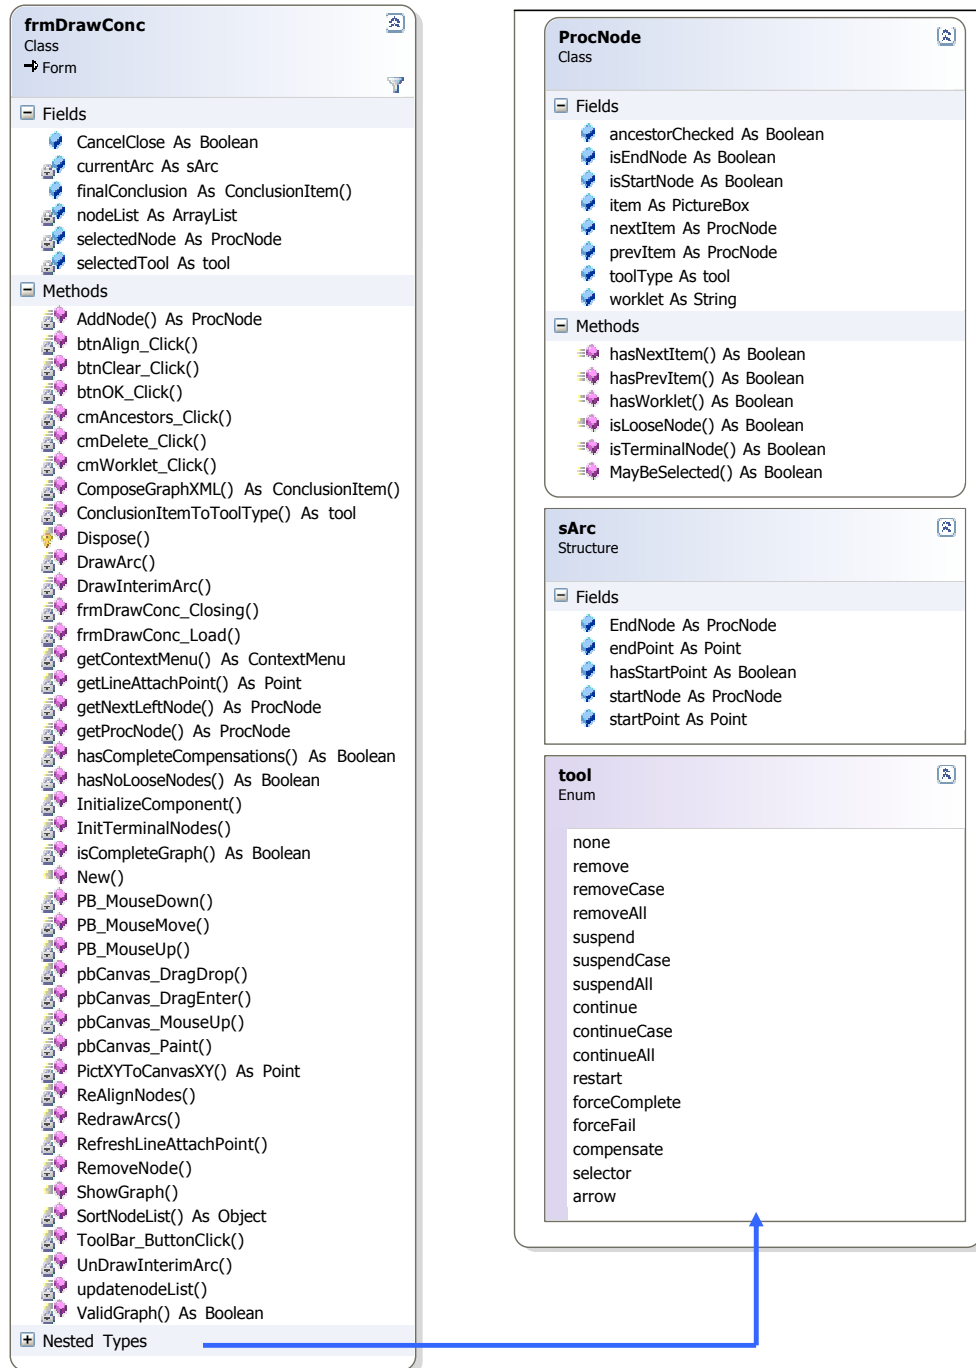 frmDrawConc
Class
Form
Fields
CancelClose As Boolean
currentArc As sArc
finalConclusion As ConclusionItem()
nodeList As ArrayList
selectedNode As ProcNode
selectedTool As tool
Methods
AddNode() As ProcNode
btnAlign_Click()
btnClear_Click()
btnOK_Click()
cmAncestors_Click()
cmDelete_Click()
cmWorklet_Click()
ComposeGraphXML() As ConclusionItem()
ConclusionItemToToolType() As tool
Dispose()
DrawArc()
DrawInterimArc()
frmDrawConc_Closing()
frmDrawConc_Load()
getContextMenu() As ContextMenu
getLineAttachPoint() As Point
getNextLeftNode() As ProcNode
getProcNode() As ProcNode
hasCompleteCompensations() As Boolean
hasNoLooseNodes() As Boolean
InitializeComponent()
InitTerminalNodes()
isCompleteGraph() As Boolean
New()
PB_MouseDown()
PB_MouseMove()
PB_MouseUp()
pbCanvas_DragDrop()
pbCanvas_DragEnter()
pbCanvas_MouseUp()
pbCanvas_Paint()
PictXYToCanvasXY() As Point
ReAlignNodes()
RedrawArcs()
RefreshLineAttachPoint()
RemoveNode()
ShowGraph()
SortNodeList() As Object
ToolBar_ButtonClick()
UnDrawInterimArc()
updatenodeList()
ValidGraph() As Boolean
Nested Types
ProcNode
Class
Fields
ancestorChecked As Boolean
isEndNode As Boolean
isStartNode As Boolean
item As PictureBox
nextItem As ProcNode
prevItem As ProcNode
toolType As tool
worklet As String
Methods
hasNextItem() As Boolean
hasPrevItem() As Boolean
hasWorklet() As Boolean
isLooseNode() As Boolean
isTerminalNode() As Boolean
MayBeSelected() As Boolean
sArc
Structure
Fields
EndNode As ProcNode
endPoint As Point
hasStartPoint As Boolean
startNode As ProcNode
startPoint As Point
tool
Enum
none
remove
removeCase
removeAll
suspend
suspendCase
suspendAll
continue
continueCase
continueAll
restart
forceComplete
forceFail
compensate
selector
arrow